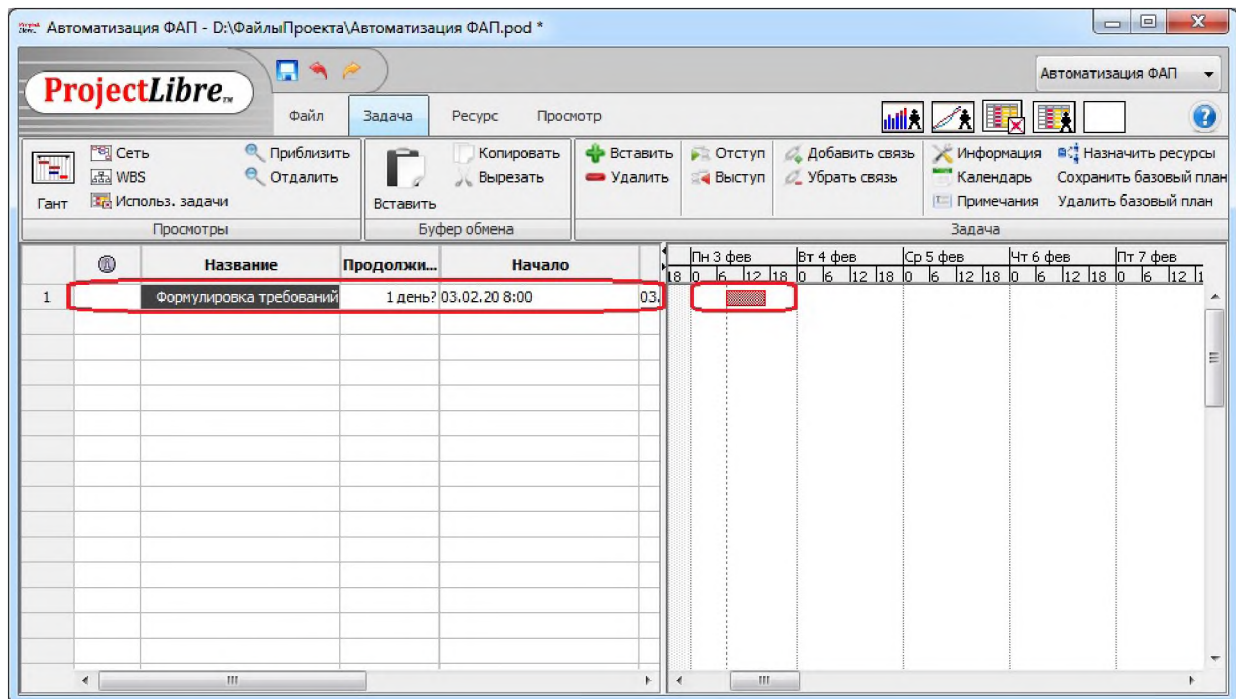 Автоматизация ФАП - D:\ФайлыПроекта\Автоматизация ФАП.pod *
ProjectLibre TM
Автоматизация ФАП
Файл Задача Ресурс Просмотр
Сеть Приблизить Копировать Вставить Отступ Добавить связь Информация Назначить ресурсы
WBS Отдалить Вырезать Удалить Выступ Убрать связь Календарь Сохранить базовый план
Гант Использ. задачи Вставить Примечания Удалить базовый план
Просмотры Буфер обмена Задача
Название Продолжи... Начало
Пн 3 фев Вт 4 фев Ср 5 фев Чт 6 фев Пт 7 фев
18 0 6 12 18 0 6 12 18 0 6 12 18 0 6 12 18 0 6 12 1
1 Формулировка требований 1 день? 03.02.20 8:00 03.